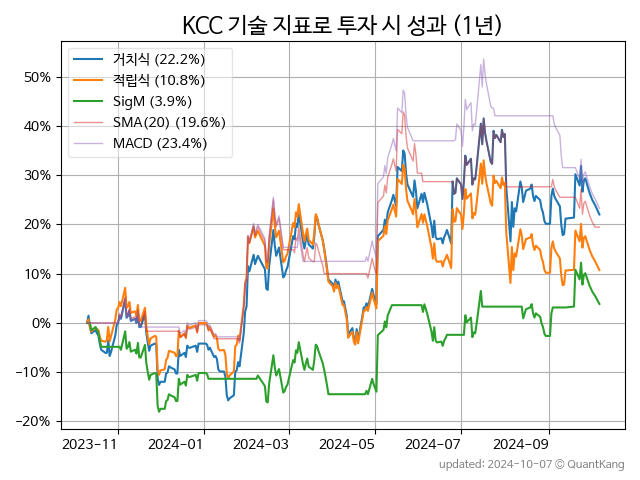 KCC 기술 지표로 투자 시 성과 (1년)
거치식 (22.2%)
적립식 (10.8%)
SigM (3.9%)
SMA(20) (19.6%)
MACD (23.4%)
50%
40%
30%
20%
10%
0%
−10%
−20%
2023-11
2024-01
2024-03
2024-05
2024-07
2024-09
updated: 2024-10-07 © QuantKang